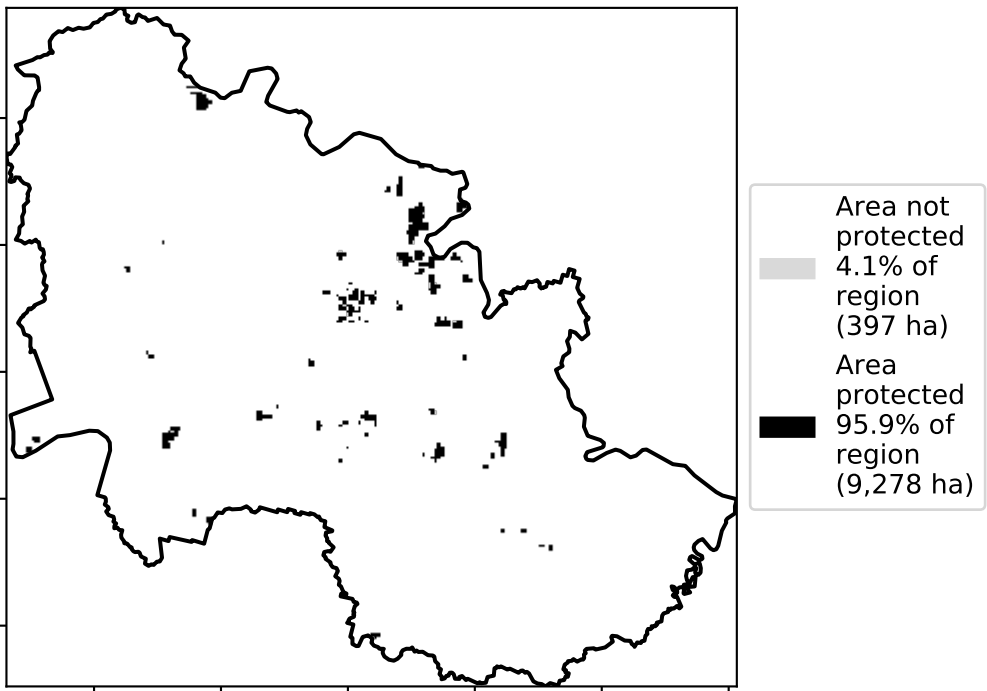 Area not
protected
4.1% of
region
(397 ha)
Area
protected
95.9% of
region
(9,278 ha)